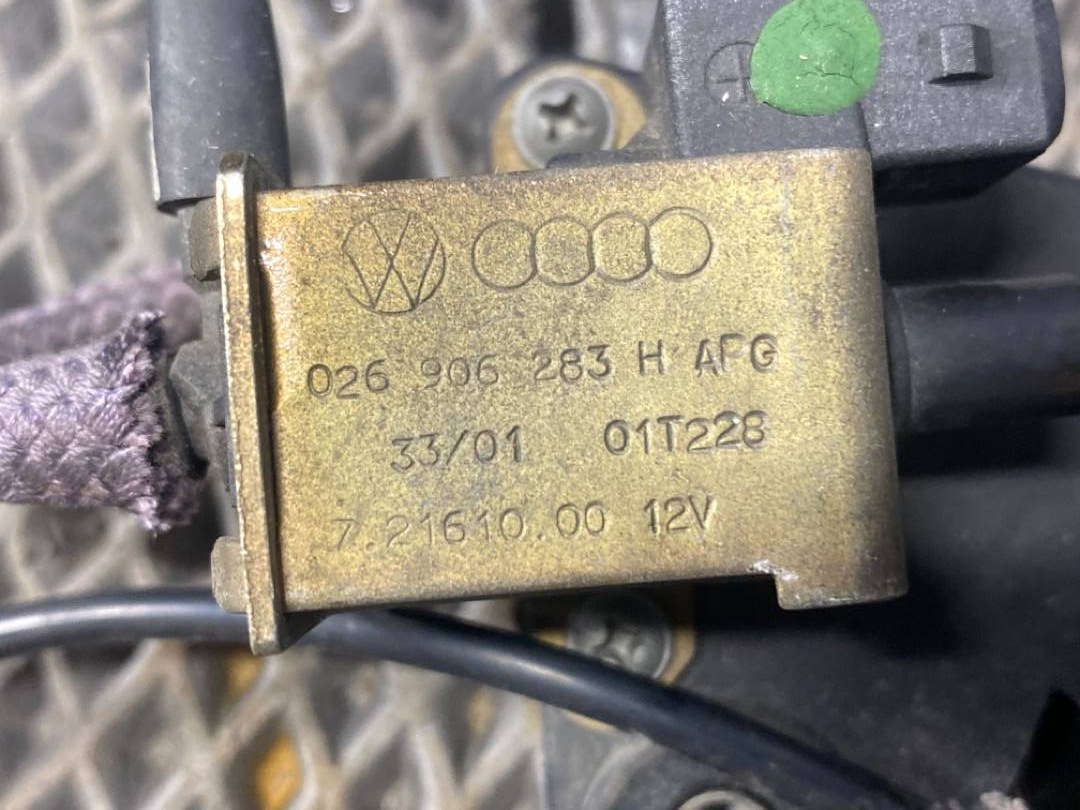 026 906 283 H AFG
33/01 01T228
7.21610.00 12V